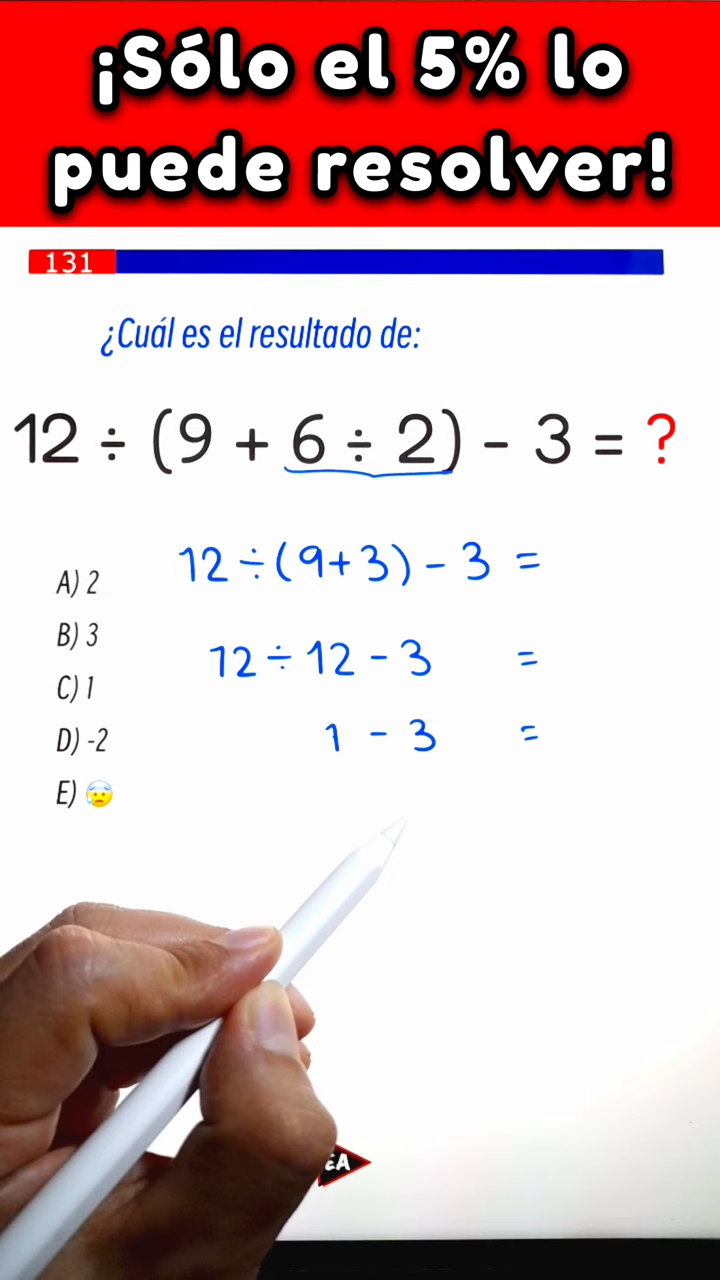 ¡Sólo el 5% lo
puede resolver!
131
¿Cuál es el resultado de:
12 ÷ (9 + 6 ÷ 2) - 3 = ?
12 ÷ (9+3) - 3 =
A) 2
B) 3
12 ÷ 12 - 3 =
C) 1
D) -2
1 - 3 =
E) 😰